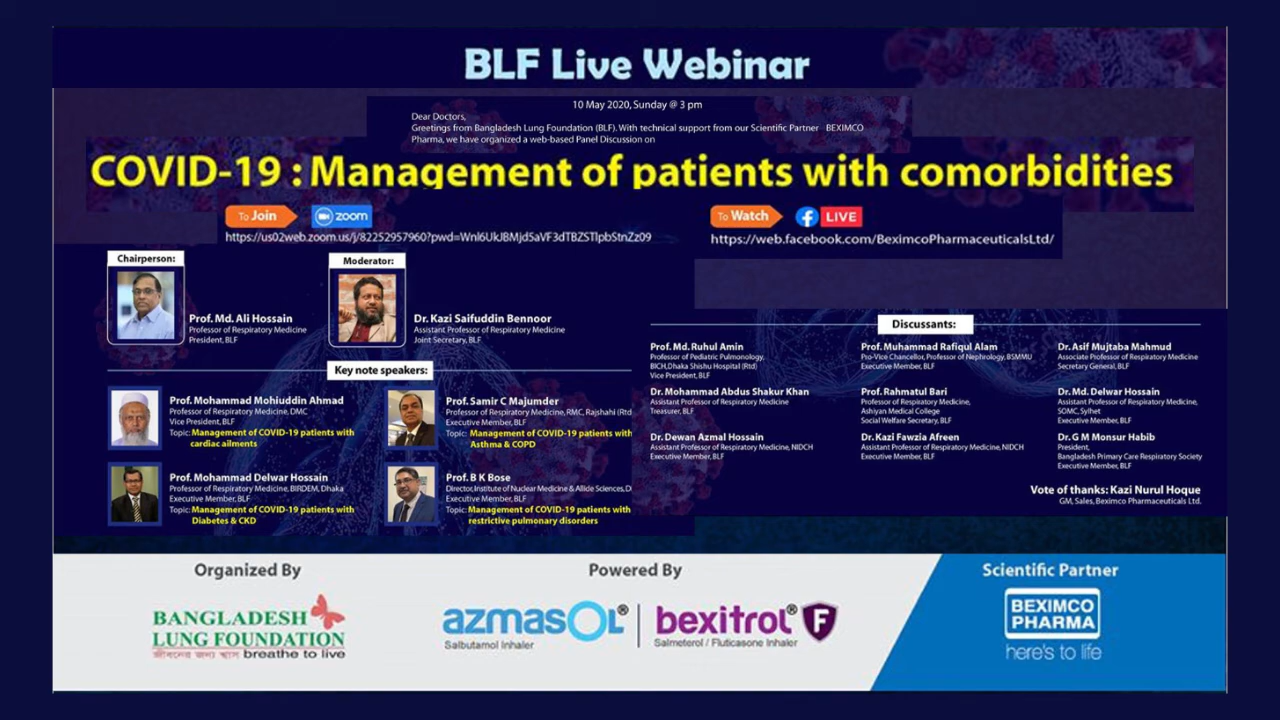 BLF Live Webinar
10 May 2020, Sunday @ 3 pm
Dear Doctors,
Greetings from Bangladesh Lung Foundation (BLF). With technical support from our Scientific Partner BEXIMCO
Pharma, we have organized a web-based Panel Discussion on
COVID-19 : Management of patients with comorbidities
To Join
zoom
https://us02web.zoom.us/j/82252957960?pwd=Wnl6UkJBMjd5aVF3dTBZSTlpbStnZz09
To Watch
f LIVE
https://web.facebook.com/BeximcoPharmaceuticalsLtd/
Chairperson:
Prof. Md. Ali Hossain
Professor of Respiratory Medicine
President, BLF
Moderator:
Dr. Kazi Saifuddin Bennoor
Assistant Professor of Respiratory Medicine
Joint Secretary, BLF
Key note speakers:
Prof. Mohammad Mohiuddin Ahmad
Professor of Respiratory Medicine, DMC
Vice President, BLF
Topic: Management of COVID-19 patients with
cardiac ailments
Prof. Samir C Majumder
Professor of Respiratory Medicine, RMC, Rajshahi (Rtd
Executive Member, BLF
Topic: Management of COVID-19 patients with
Asthma & COPD
Prof. Mohammad Delwar Hossain
Professor of Respiratory Medicine, BIRDEM, Dhaka
Executive Member, BLF
Topic: Management of COVID-19 patients with
Diabetes & CKD
Prof. B K Bose
Director, Institute of Nuclear Medicine & Allide Sciences, D
Executive Member, BLF
Topic: Management of COVID-19 patients with
restrictive pulmonary disorders
Discussants:
Prof. Md. Ruhul Amin
Professor of Pediatric Pulmonology,
BICH, Dhaka Shishu Hospital (Rtd)
Vice President, BLF
Prof. Muhammad Rafiqul Alam
Pro-Vice Chancellor, Professor of Nephrology, BSMMU
Executive Member, BLF
Dr. Asif Mujtaba Mahmud
Associate Professor of Respiratory Medicine
Secretary General, BLF
Dr. Mohammad Abdus Shakur Khan
Assistant Professor of Respiratory Medicine
Treasurer, BLF
Prof. Rahmatul Bari
Professor of Respiratory Medicine,
Ashiyan Medical College
Social Welfare Secretary, BLF
Dr. Md. Delwar Hossain
Assistant Professor of Respiratory Medicine,
SOMC, Sylhet
Executive Member, BLF
Dr. Dewan Azmal Hossain
Assistant Professor of Respiratory Medicine, NIDCH
Executive Member, BLF
Dr. Kazi Fawzia Afreen
Assistant Professor of Respiratory Medicine, NIDCH
Executive Member, BLF
Dr. G M Monsur Habib
President,
Bangladesh Primary Care Respiratory Society
Executive Member, BLF
Vote of thanks: Kazi Nurul Hoque
GM, Sales, Beximco Pharmaceuticals Ltd.
Organized By
BANGLADESH
LUNG FOUNDATION
জীবনের জন্য শ্বাস breathe to live
Powered By
azmasOL®
Salbutamol Inhaler
bexitrol® F
Salmeterol / Fluticasone Inhaler
Scientific Partner
BEXIMCO
PHARMA
here's to life